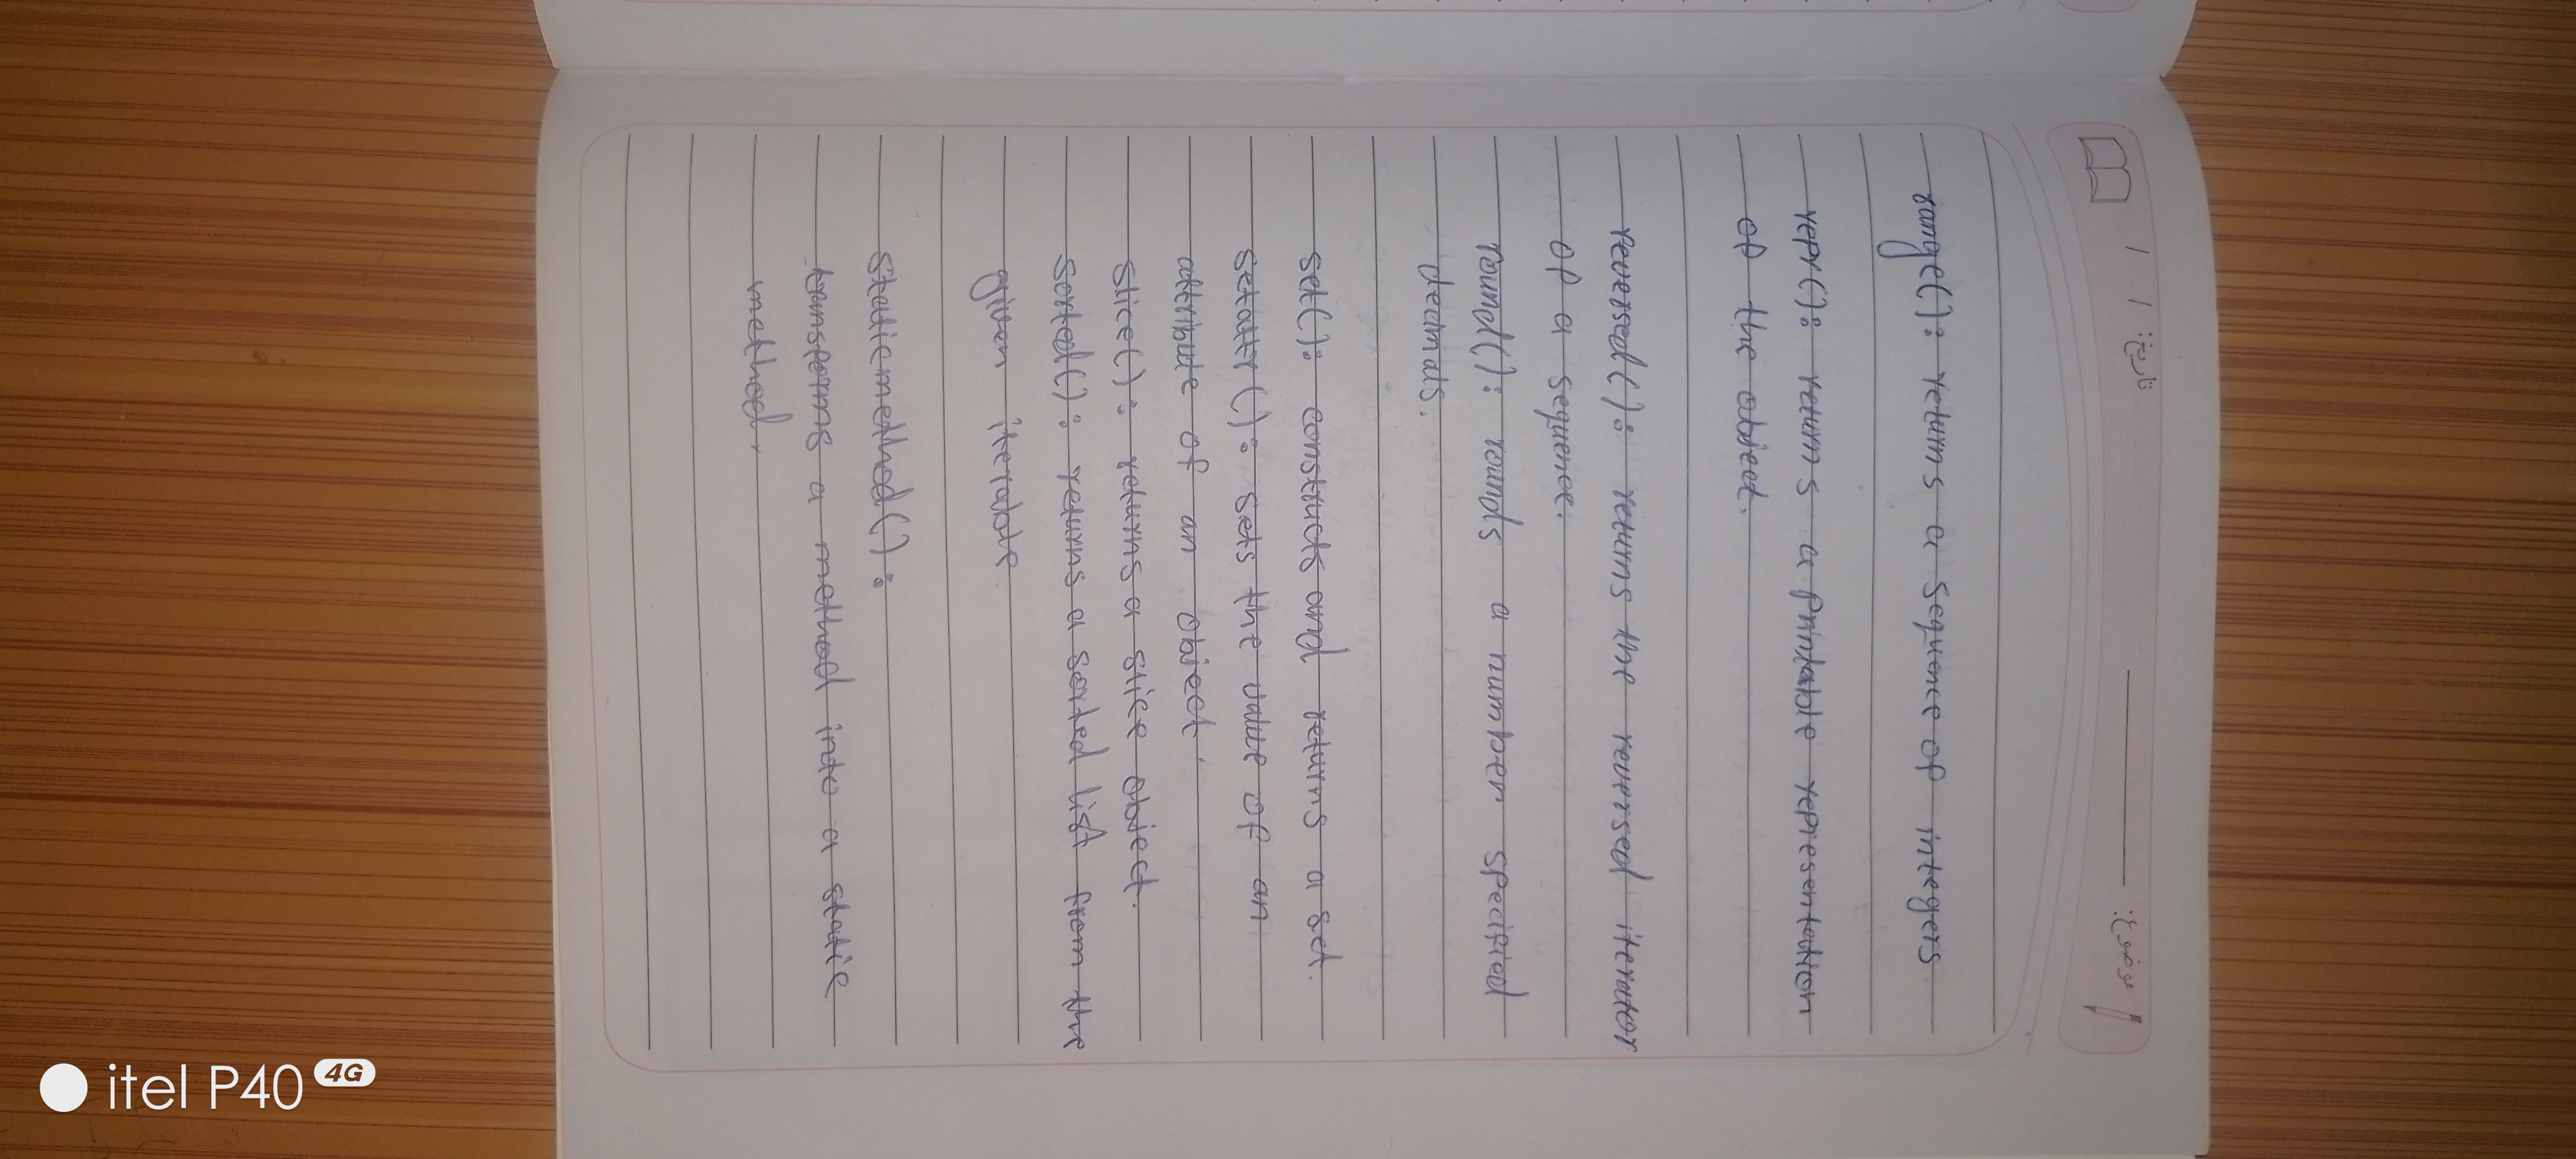 تاریخ: / /
موضوع:
range(): returns a sequence of integers
repr(): returns a printable representation
of the object.
reversed(): returns the reversed iterator
of a sequence.
round(): rounds a number specified
decimals.
set(): constructs and returns a set.
setattr(): sets the value of an
attribute of an object.
slice(): returns a slice object.
sorted(): returns a sorted list from the
given iterable
staticmethod():
transforms a method into a static
method.
itel P40 4G